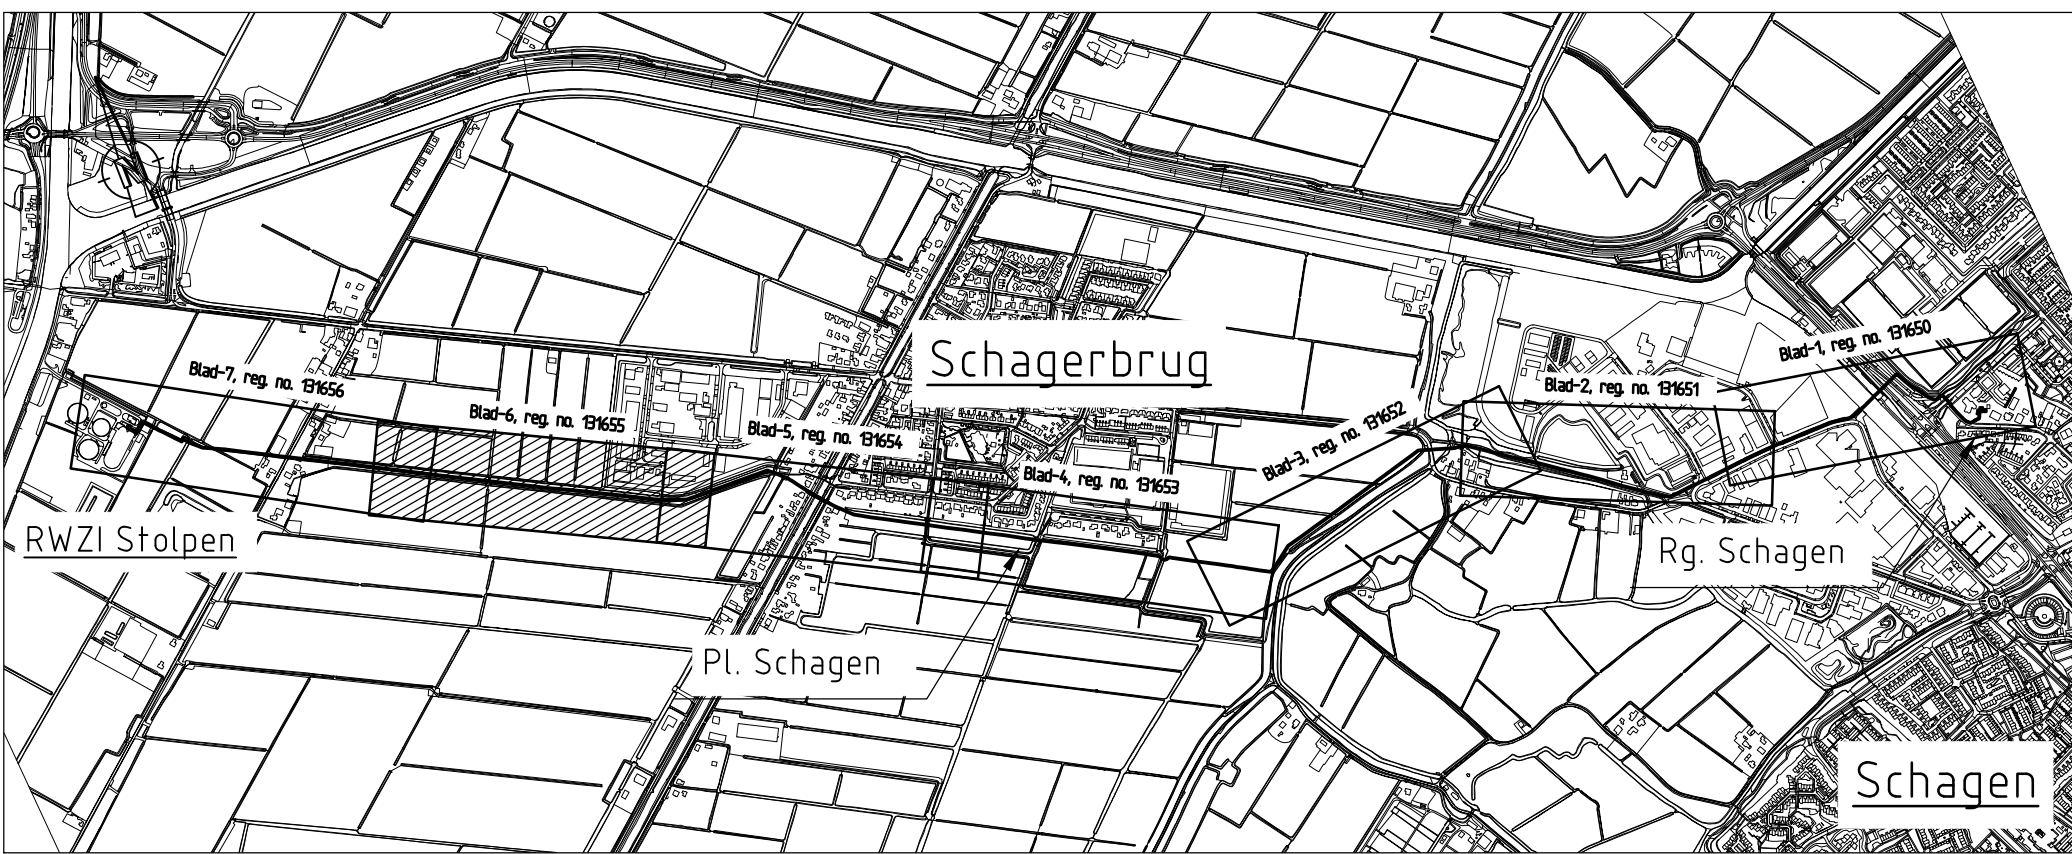 Blad-1, reg. no. 131650
Schagerbrug
Blad-7, reg. no. 131656
Blad-2, reg. no. 131651
Blad-6, reg. no. 131655
Blad-5, reg. no. 131654
Blad-3, reg. no. 131652
Blad-4, reg. no. 131653
RWZI Stolpen
Rg. Schagen
Pl. Schagen
Schagen